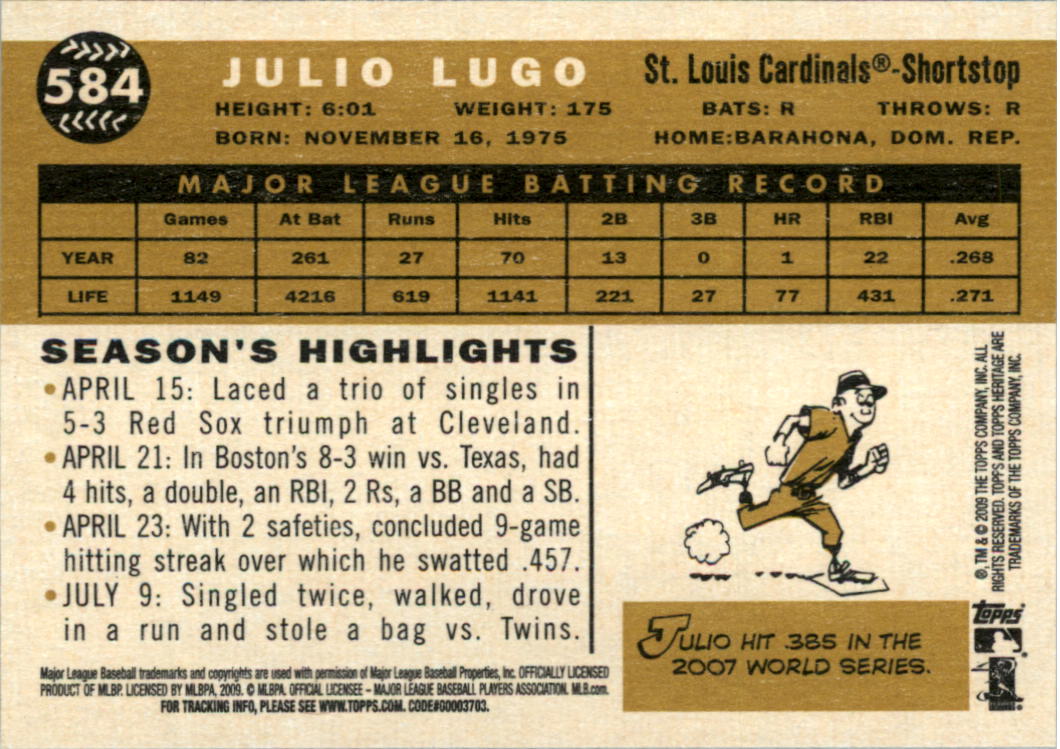 584
JULIO LUGO
St. Louis Cardinals®-Shortstop
HEIGHT: 6:01 WEIGHT: 175 BATS: R THROWS: R
BORN: NOVEMBER 16, 1975 HOME:BARAHONA, DOM. REP.
MAJOR LEAGUE BATTING RECORD
Games At Bat Runs Hits 2B 3B HR RBI Avg
YEAR 82 261 27 70 13 0 1 22 .268
LIFE 1149 4216 619 1141 221 27 77 431 .271
SEASON'S HIGHLIGHTS
•APRIL 15: Laced a trio of singles in
5-3 Red Sox triumph at Cleveland.
•APRIL 21: In Boston's 8-3 win vs. Texas, had
4 hits, a double, an RBI, 2 Rs, a BB and a SB.
•APRIL 23: With 2 safeties, concluded 9-game
hitting streak over which he swatted .457.
•JULY 9: Singled twice, walked, drove
in a run and stole a bag vs. Twins.
JULIO HIT .385 IN THE
2007 WORLD SERIES.
®, TM & © 2009 THE TOPPS COMPANY, INC. ALL
RIGHTS RESERVED. TOPPS AND TOPPS HERITAGE ARE
TRADEMARKS OF THE TOPPS COMPANY, INC.
Topps
Major League Baseball trademarks and copyrights are used with permission of Major League Baseball Properties, Inc. OFFICIALLY LICENSED
PRODUCT OF MLBP. LICENSED BY MLBPA, 2009. © MLBPA. OFFICIAL LICENSEE – MAJOR LEAGUE BASEBALL PLAYERS ASSOCIATION. MLB.com.
FOR TRACKING INFO, PLEASE SEE WWW.TOPPS.COM. CODE#G0003703.